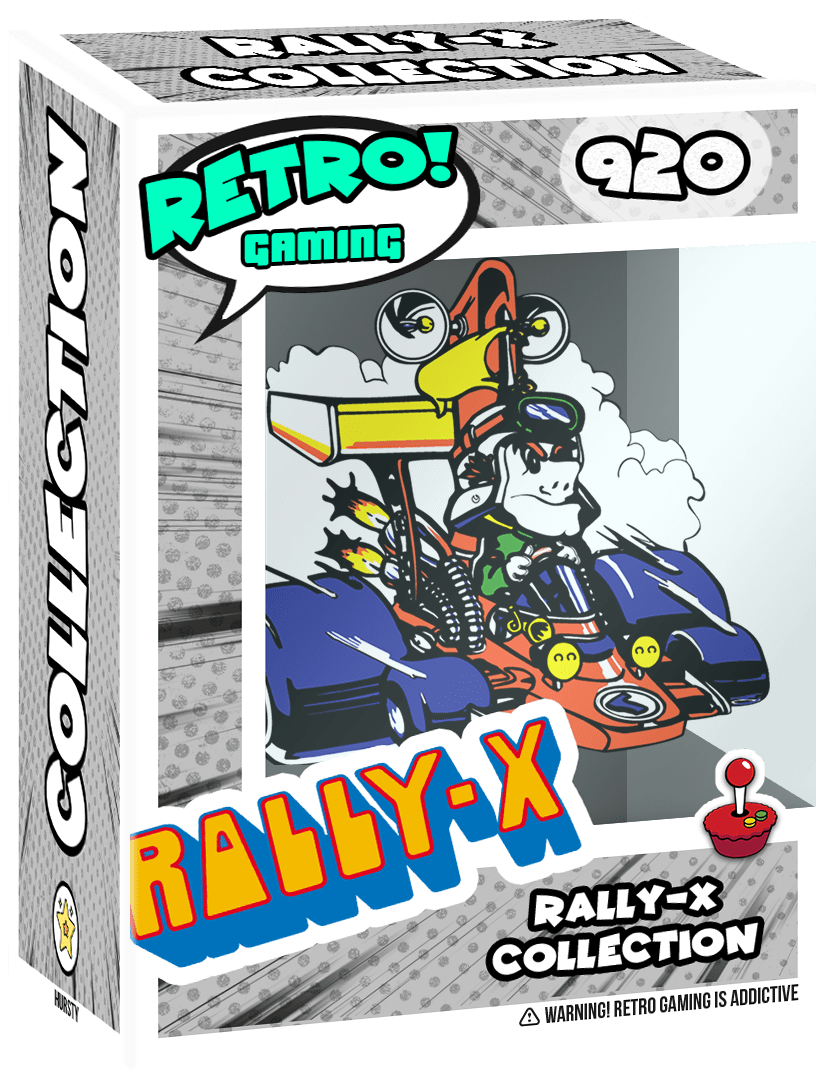 RALLY-X
COLLECTION
COLLECTION
RETRO!
GAMING
920
RALLY-X
RALLY-X
COLLECTION
WARNING! RETRO GAMING IS ADDICTIVE
HURSTY